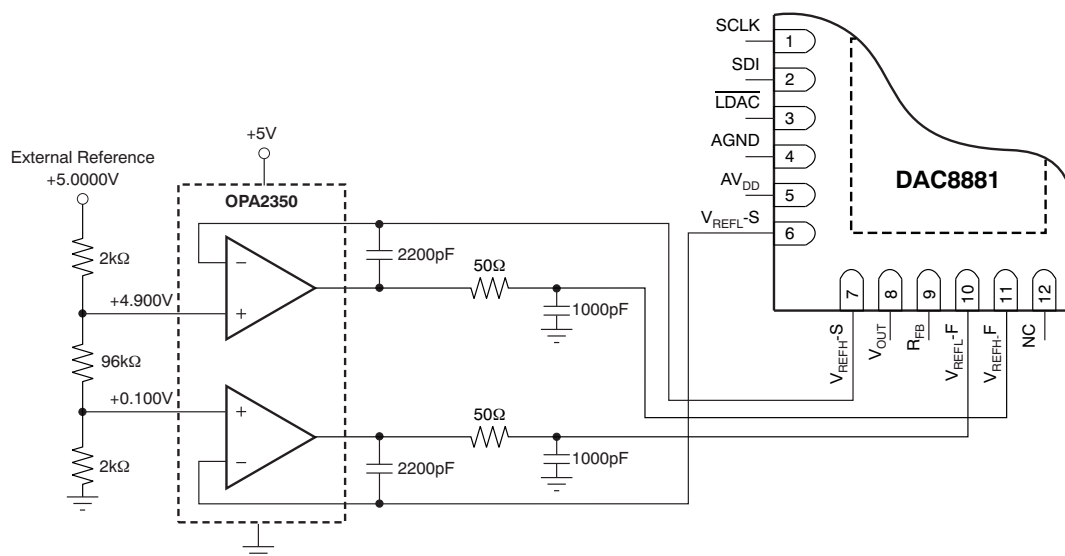 SCLK
1
SDI
2
LDAC
3
AGND
4
AVDD
5
VREFL-S
6
DAC8881
7
8
9
10
11
12
VREFH-S
VOUT
RFB
VREFL-F
VREFH-F
NC
+5V
External Reference
+5.0000V
OPA2350
2kΩ
−
+
2200pF
50Ω
1000pF
+4.900V
96kΩ
+0.100V
+
−
50Ω
2200pF
1000pF
2kΩ